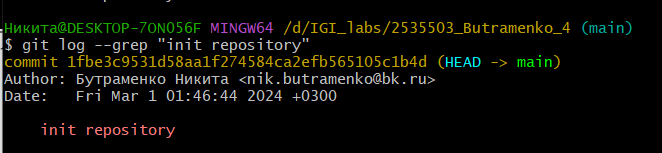 Никита@DESKTOP-7ON056F MINGW64 /d/IGI_labs/2535503_Butramenko_4 (main)
$ git log --grep "init repository"
commit 1fbe3c9531d58aa1f274584ca2efb565105c1b4d (HEAD -> main)
Author: Бутраменко Никита <nik.butramenko@bk.ru>
Date:   Fri Mar 1 01:46:44 2024 +0300
    init repository